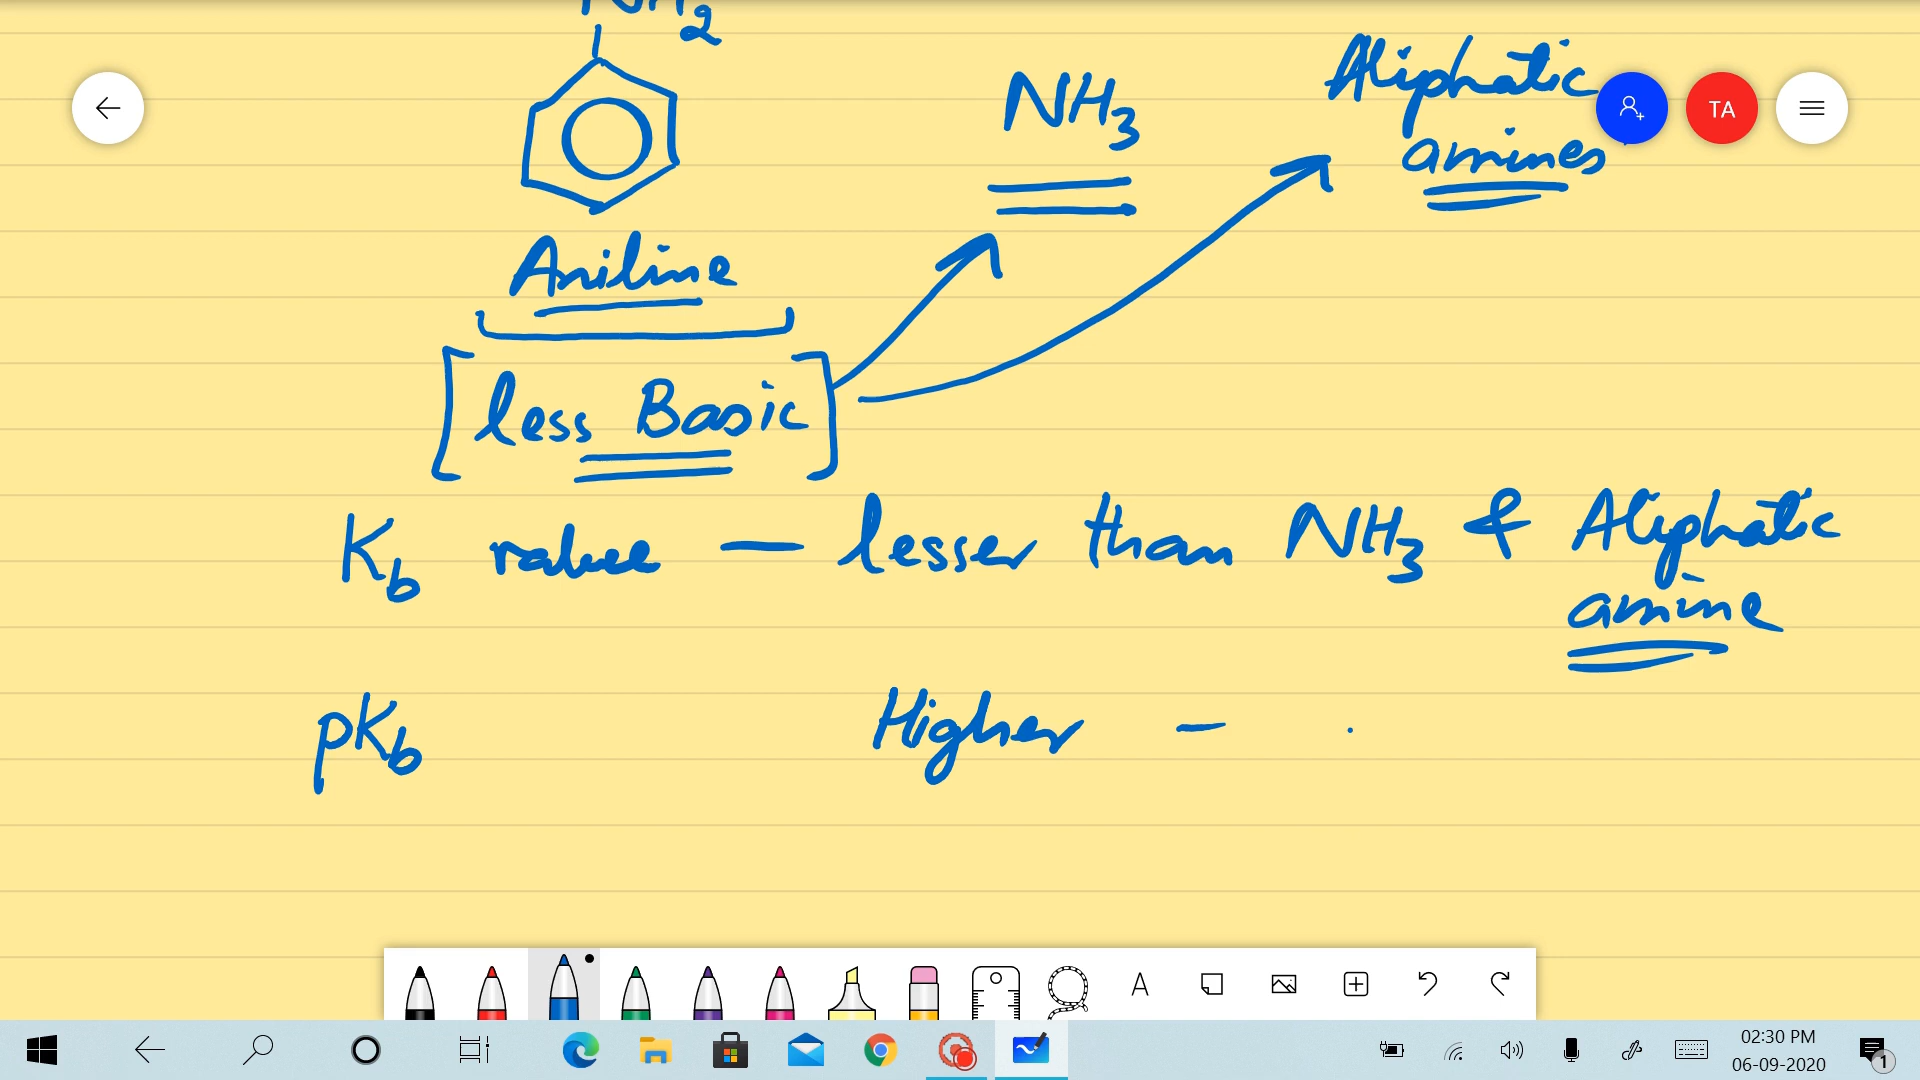 NH2
NH3
Aliphatic
amines
TA
Aniline
[less Basic]
Kb value — lesser than NH3 & Aliphatic
amine
pKb Higher -
A
02:30 PM
06-09-2020
1